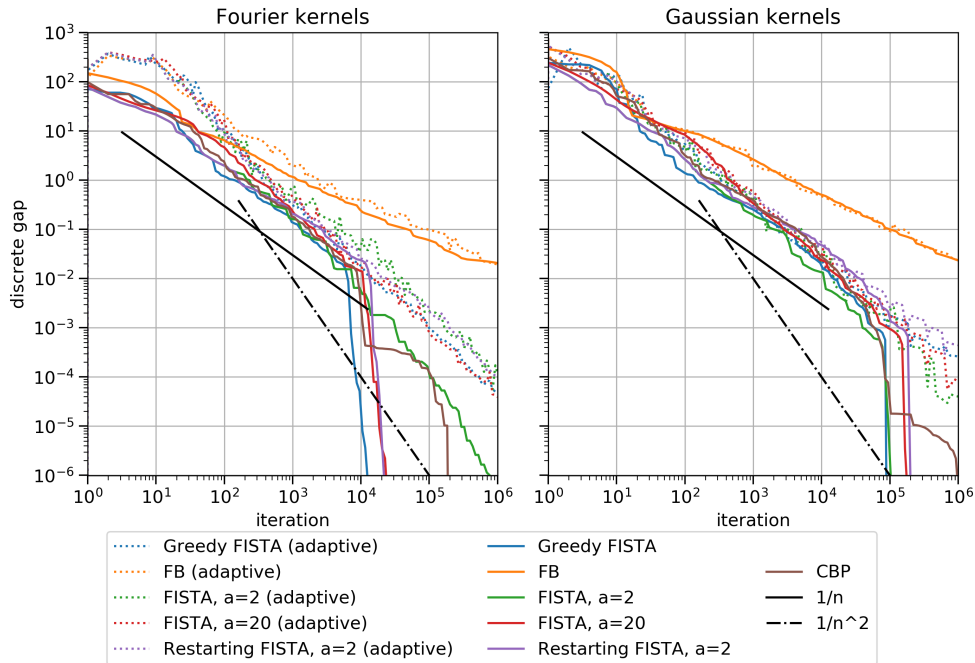 Fourier kernels
Gaussian kernels
discrete gap
10^3
10^2
10^1
10^0
10^-1
10^-2
10^-3
10^-4
10^-5
10^-6
10^0 10^1 10^2 10^3 10^4 10^5 10^6
10^0 10^1 10^2 10^3 10^4 10^5 10^6
iteration
iteration
Greedy FISTA (adaptive)
FB (adaptive)
FISTA, a=2 (adaptive)
FISTA, a=20 (adaptive)
Restarting FISTA, a=2 (adaptive)
Greedy FISTA
FB
FISTA, a=2
FISTA, a=20
Restarting FISTA, a=2
CBP
1/n
1/n^2